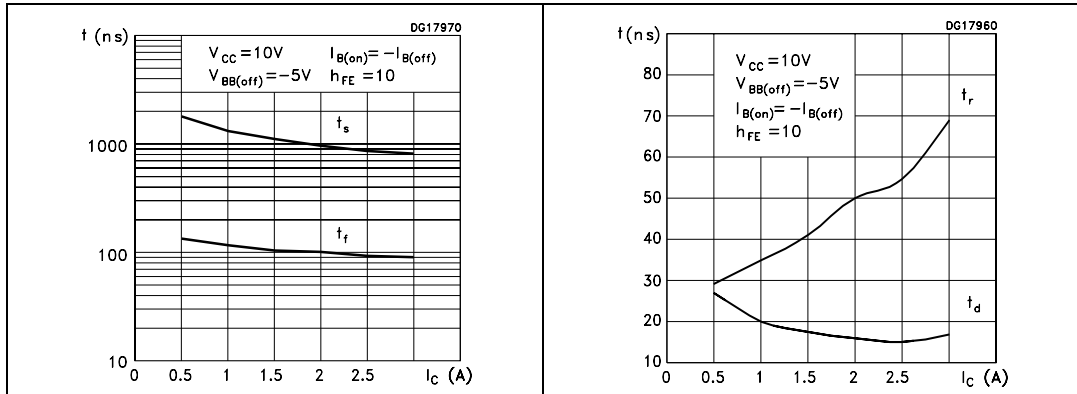 DG17970
t (ns)
V_CC = 10V I_B(on) = -I_B(off)
V_BB(off) = -5V h_FE = 10
t_s
1000
t_f
100
10
0 0.5 1 1.5 2 2.5 I_C (A)
DG17960
t(ns)
V_CC = 10V
V_BB(off) = -5V
I_B(on) = -I_B(off)
h_FE = 10
80
t_r
70
60
50
40
30
t_d
20
10
0 0.5 1 1.5 2 2.5 I_C (A)